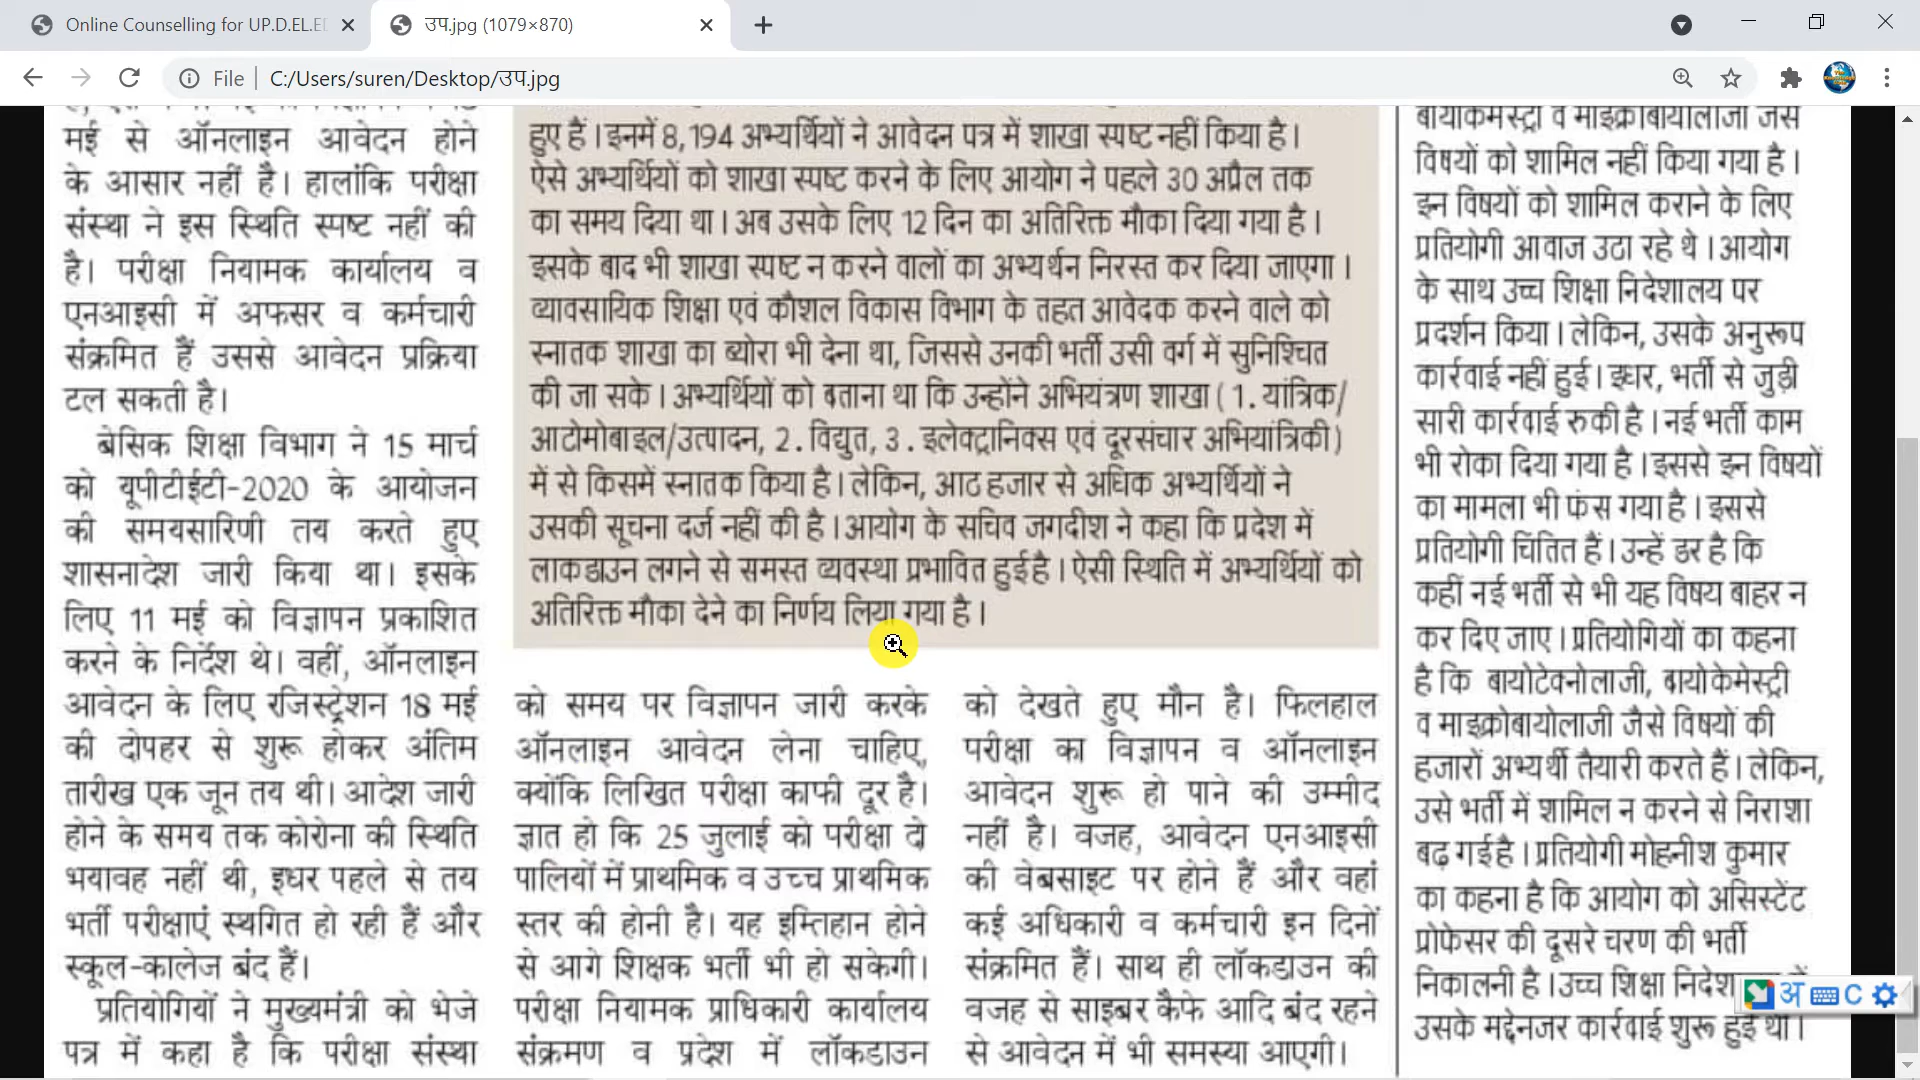 Online Counselling for UP.D.EL.E
उप.jpg (1079×870)
File
C:/Users/suren/Desktop/उप.jpg
मई से ऑनलाइन आवेदन होने
के आसार नहीं है। हालांकि परीक्षा
संस्था ने इस स्थिति स्पष्ट नहीं की
है। परीक्षा नियामक कार्यालय व
एनआइसी में अफसर व कर्मचारी
संक्रमित हैं उससे आवेदन प्रक्रिया
टल सकती है।
बेसिक शिक्षा विभाग ने 15 मार्च
को यूपीटीईटी-2020 के आयोजन
की समयसारिणी तय करते हुए
शासनादेश जारी किया था। इसके
लिए 11 मई को विज्ञापन प्रकाशित
करने के निर्देश थे। वहीं, ऑनलाइन
आवेदन के लिए रजिस्ट्रेशन 18 मई
की दोपहर से शुरू होकर अंतिम
तारीख एक जून तय थी। आदेश जारी
होने के समय तक कोरोना की स्थिति
भयावह नहीं थी, इधर पहले से तय
भर्ती परीक्षाएं स्थगित हो रही हैं और
स्कूल-कालेज बंद हैं।
प्रतियोगियों ने मुख्यमंत्री को भेजे
पत्र में कहा है कि परीक्षा संस्था
हुए हैं। इनमें 8,194 अभ्यर्थियों ने आवेदन पत्र में शाखा स्पष्ट नहीं किया है।
ऐसे अभ्यर्थियों को शाखा स्पष्ट करने के लिए आयोग ने पहले 30 अप्रैल तक
का समय दिया था। अब उसके लिए 12 दिन का अतिरिक्त मौका दिया गया है।
इसके बाद भी शाखा स्पष्ट न करने वालों का अभ्यर्थन निरस्त कर दिया जाएगा।
व्यावसायिक शिक्षा एवं कौशल विकास विभाग के तहत आवेदक करने वाले को
स्नातक शाखा का ब्योरा भी देना था, जिससे उनकी भर्ती उसी वर्ग में सुनिश्चित
की जा सके। अभ्यर्थियों को बताना था कि उन्होंने अभियंत्रण शाखा (1. यांत्रिक/
आटोमोबाइल/उत्पादन, 2. विद्युत, 3. इलेक्ट्रानिक्स एवं दूरसंचार अभियांत्रिकी)
में से किसमें स्नातक किया है। लेकिन, आठ हजार से अधिक अभ्यर्थियों ने
उसकी सूचना दर्ज नहीं की है। आयोग के सचिव जगदीश ने कहा कि प्रदेश में
लाकडाउन लगने से समस्त व्यवस्था प्रभावित हुई है। ऐसी स्थिति में अभ्यर्थियों को
अतिरिक्त मौका देने का निर्णय लिया गया है।
को समय पर विज्ञापन जारी करके
ऑनलाइन आवेदन लेना चाहिए,
क्योंकि लिखित परीक्षा काफी दूर है।
ज्ञात हो कि 25 जुलाई को परीक्षा दो
पालियों में प्राथमिक व उच्च प्राथमिक
स्तर की होनी है। यह इम्तिहान होने
से आगे शिक्षक भर्ती भी हो सकेगी।
परीक्षा नियामक प्राधिकारी कार्यालय
संक्रमण व प्रदेश में लॉकडाउन
को देखते हुए मौन है। फिलहाल
परीक्षा का विज्ञापन व ऑनलाइन
आवेदन शुरू हो पाने की उम्मीद
नहीं है। वजह, आवेदन एनआइसी
की वेबसाइट पर होने हैं और वहां
कई अधिकारी व कर्मचारी इन दिनों
संक्रमित हैं। साथ ही लॉकडाउन की
वजह से साइबर कैफे आदि बंद रहने
से आवेदन में भी समस्या आएगी।
बायोकेमेस्ट्री व माइक्रोबायोलाजी जैसे
विषयों को शामिल नहीं किया गया है।
इन विषयों को शामिल कराने के लिए
प्रतियोगी आवाज उठा रहे थे। आयोग
के साथ उच्च शिक्षा निदेशालय पर
प्रदर्शन किया। लेकिन, उसके अनुरूप
कार्रवाई नहीं हुई। इधर, भर्ती से जुड़ी
सारी कार्रवाई रुकी है। नई भर्ती काम
भी रोका दिया गया है। इससे इन विषयों
का मामला भी फंस गया है। इससे
प्रतियोगी चिंतित हैं। उन्हें डर है कि
कहीं नई भर्ती से भी यह विषय बाहर न
कर दिए जाए। प्रतियोगियों का कहना
है कि बायोटेक्नोलाजी, बायोकेमेस्ट्री
व माइक्रोबायोलाजी जैसे विषयों की
हजारों अभ्यर्थी तैयारी करते हैं। लेकिन,
उसे भर्ती में शामिल न करने से निराशा
बढ़ गई है। प्रतियोगी मोहनीश कुमार
का कहना है कि आयोग को असिस्टेंट
प्रोफेसर की दूसरे चरण की भर्ती
निकालनी है। उच्च शिक्षा
उसके मद्देनजर कार्रवाई शुरू हुई थी।
अ C